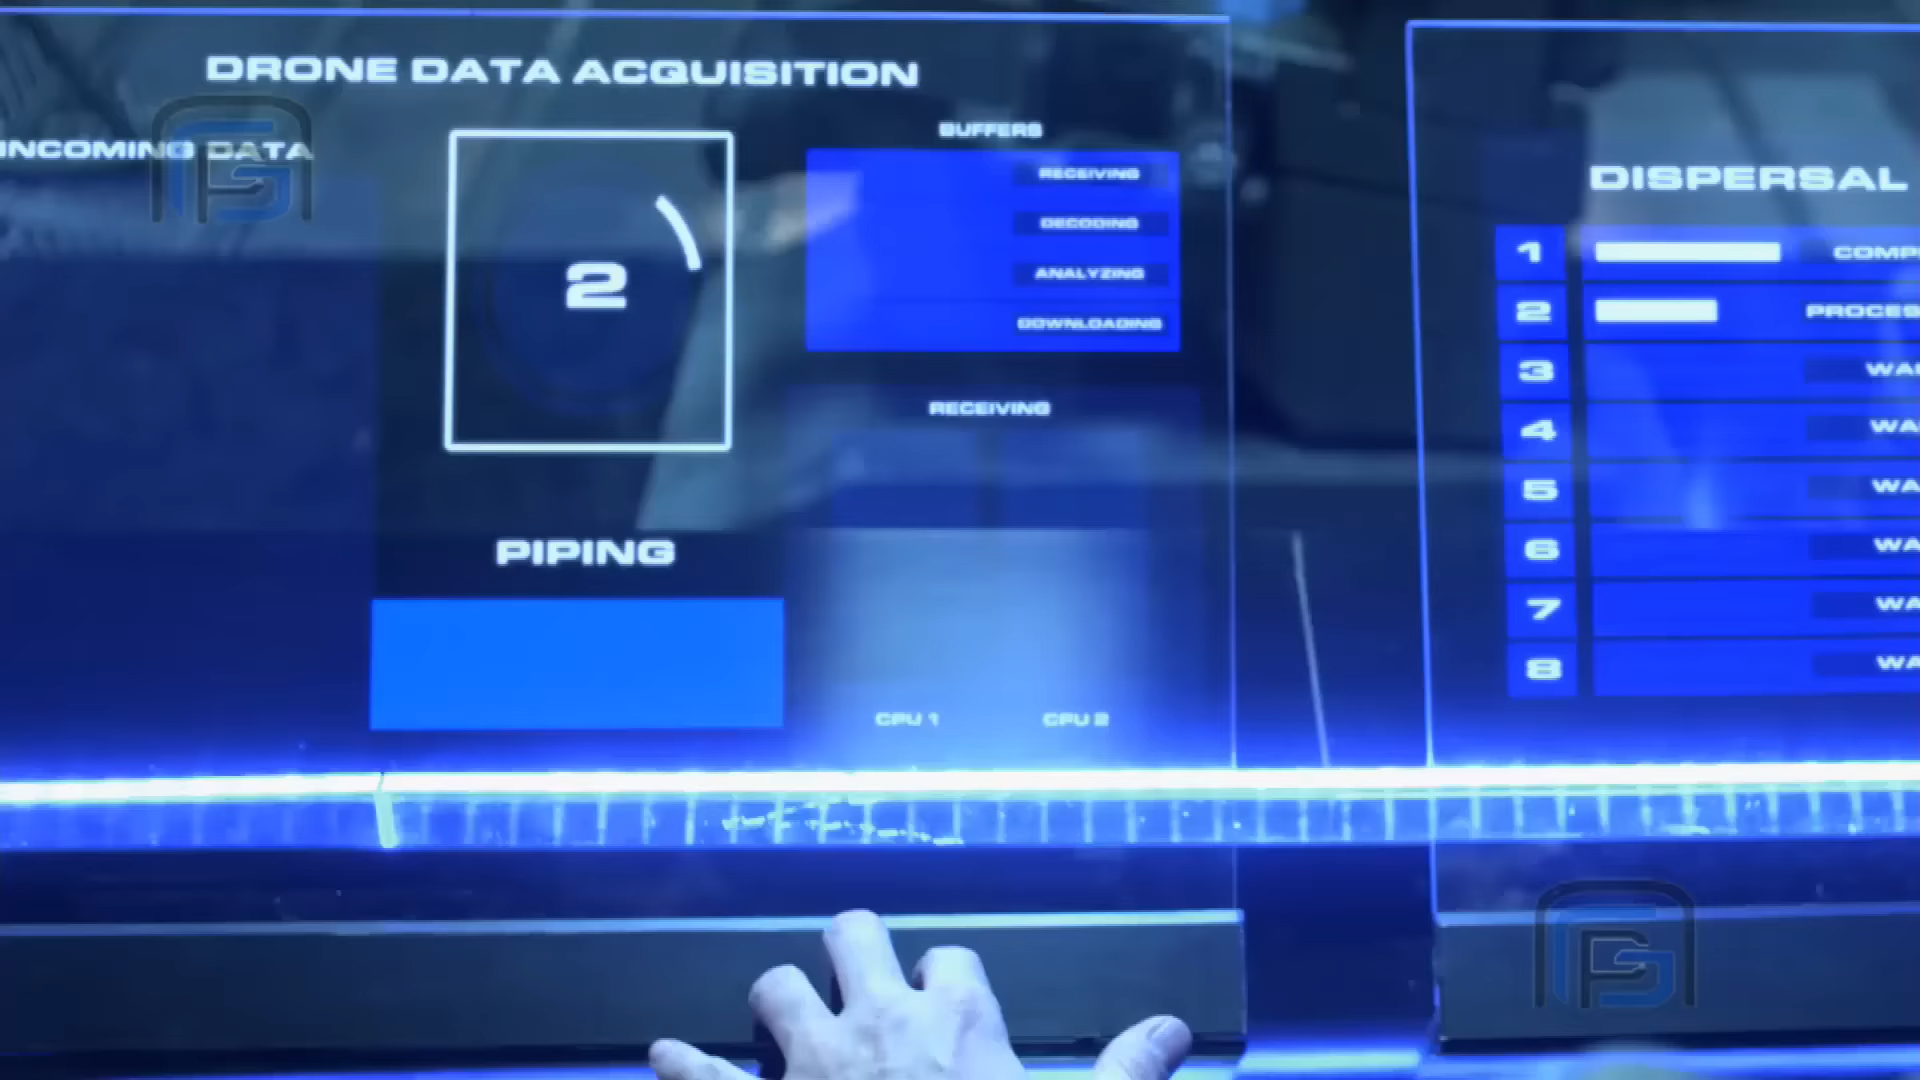 DRONE DATA ACQUISITION
INCOMING DATA
2
PIPING
BUFFERS
RECEIVING
DECODING
ANALYZING
DOWNLOADING
RECEIVING
CPU 1
CPU 2
DISPERSAL
1
2
3
4
5
6
7
8